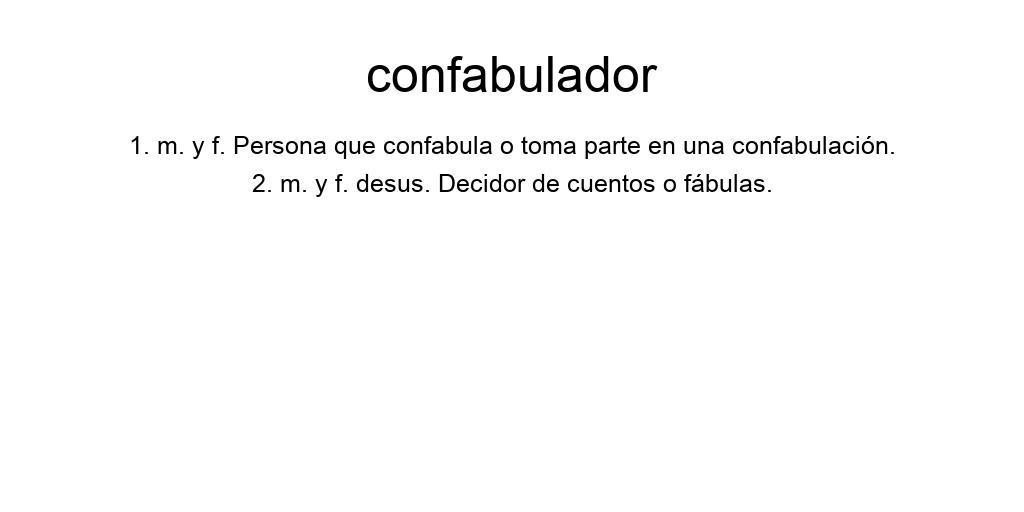 confabulador
1. m. y f. Persona que confabula o toma parte en una confabulación.
2. m. y f. desus. Decidor de cuentos o fábulas.